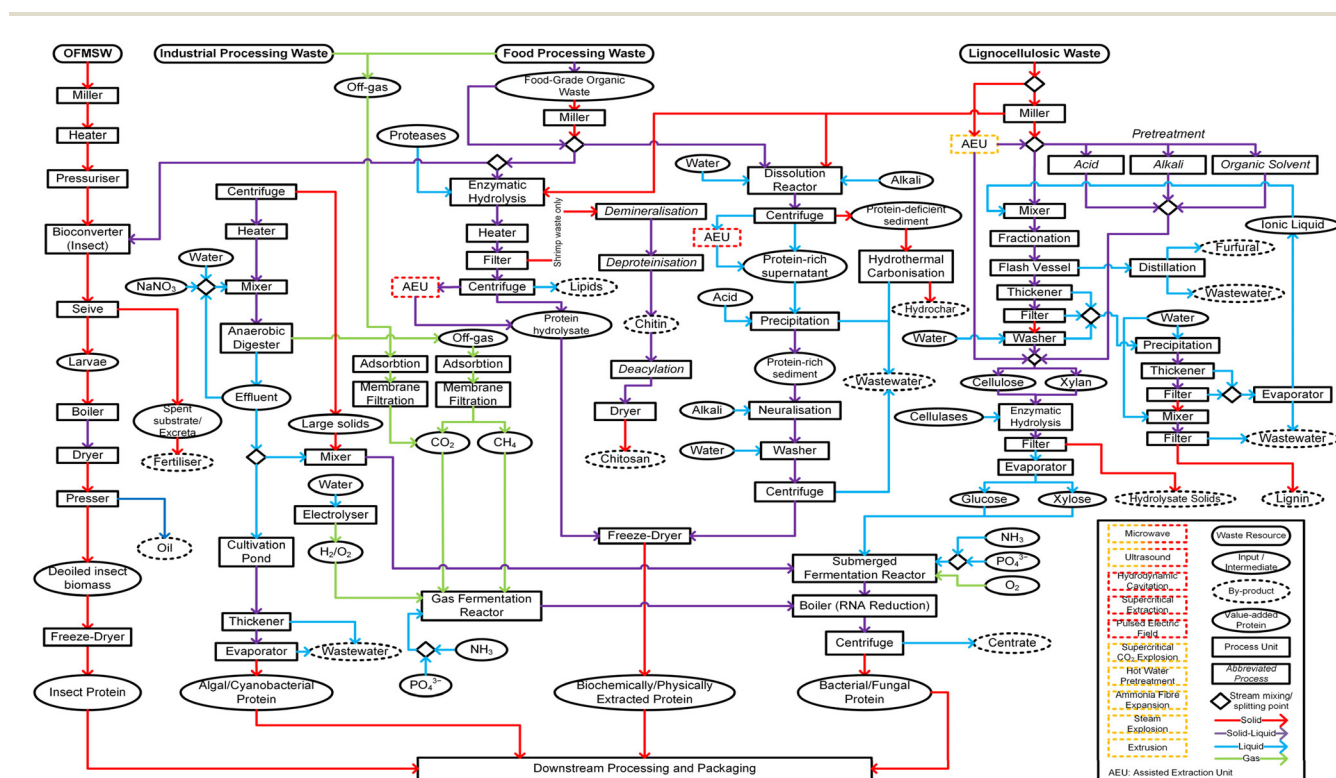 OFMSW
Industrial Processing Waste
Food Processing Waste
Lignocellulosic Waste
Off-gas
Food-Grade Organic
Waste
Miller
Miller
Miller
Heater
Proteases
AEU
Pretreatment
Acid
Alkali
Organic Solvent
Water
Dissolution
Reactor
Alkali
Pressuriser
Centrifuge
Enzymatic
Hydrolysis
Shrimp waste only
Demineralisation
Centrifuge
Protein-deficient
sediment
Mixer
Ionic Liquid
Bioconverter
(Insect)
Heater
Heater
AEU
Fractionation
Furfural
Water
Filter
Deproteinisation
Protein-rich
supernatant
Hydrothermal
Carbonisation
Flash Vessel
Distillation
NaNO3
Mixer
AEU
Centrifuge
Lipids
Thickener
Wastewater
Seive
Acid
Hydrochar
Filter
Water
Anaerobic
Digester
Protein
hydrolysate
Chitin
Precipitation
Water
Washer
Precipitation
Off-gas
Larvae
Adsorbtion
Adsorbtion
Deacylation
Protein-rich
sediment
Wastewater
Cellulose
Xylan
Thickener
Effluent
Membrane
Filtration
Membrane
Filtration
Filter
Evaporator
Boiler
Spent
substrate/
Excreta
Large solids
Dryer
Alkali
Neuralisation
Cellulases
Enzymatic
Hydrolysis
Mixer
CO2
CH4
Filter
Filter
Wastewater
Dryer
Fertiliser
Mixer
Chitosan
Water
Washer
Evaporator
Presser
Water
Centrifuge
Glucose
Xylose
Hydrolysate Solids
Lignin
Electrolyser
Oil
Cultivation
Pond
H2/O2
Freeze-Dryer
NH3
Submerged
Fermentation Reactor
PO4 3−
O2
Deoiled insect
biomass
Gas Fermentation
Reactor
Boiler (RNA Reduction)
Thickener
Freeze-Dryer
Evaporator
Wastewater
NH3
Centrifuge
Centrate
PO4 3−
Insect Protein
Algal/Cyanobacterial
Protein
Biochemically/Physically
Extracted Protein
Bacterial/Fungal
Protein
Downstream Processing and Packaging
Microwave
Ultrasound
Hydrodynamic
Cavitation
Supercritical
Extraction
Pulsed Electric
Field
Supercritical
CO2 Explosion
Hot Water
Pretreatment
Ammonia Fibre
Expansion
Steam
Explosion
Extrusion
Waste Resource
Input /
Intermediate
By-product
Value-added
Protein
Process Unit
Abbreviated
Process
Stream mixing/
splitting point
Solid
Solid-Liquid
Liquid
Gas
AEU: Assisted Extraction Unit